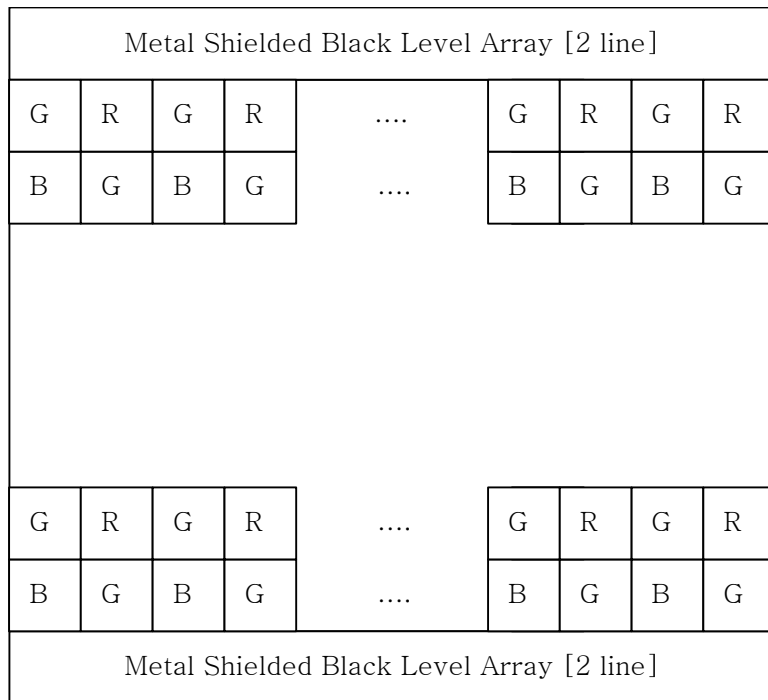 Metal Shielded Black Level Array [2 line]
G R G R .... G R G R
B G B G .... B G B G
G R G R .... G R G R
B G B G .... B G B G
Metal Shielded Black Level Array [2 line]